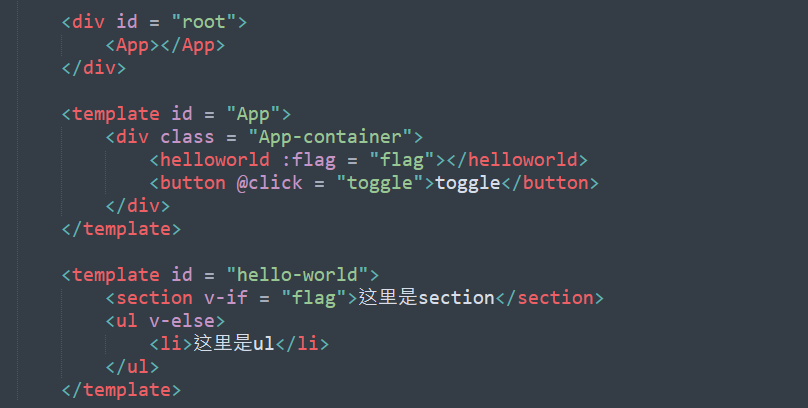 <div id = "root">
<App></App>
</div>
<template id = "App">
<div class = "App-container">
<helloworld :flag = "flag"></helloworld>
<button @click = "toggle">toggle</button>
</div>
</template>
<template id = "hello-world">
<section v-if = "flag">这里是section</section>
<ul v-else>
<li>这里是ul</li>
</ul>
</template>